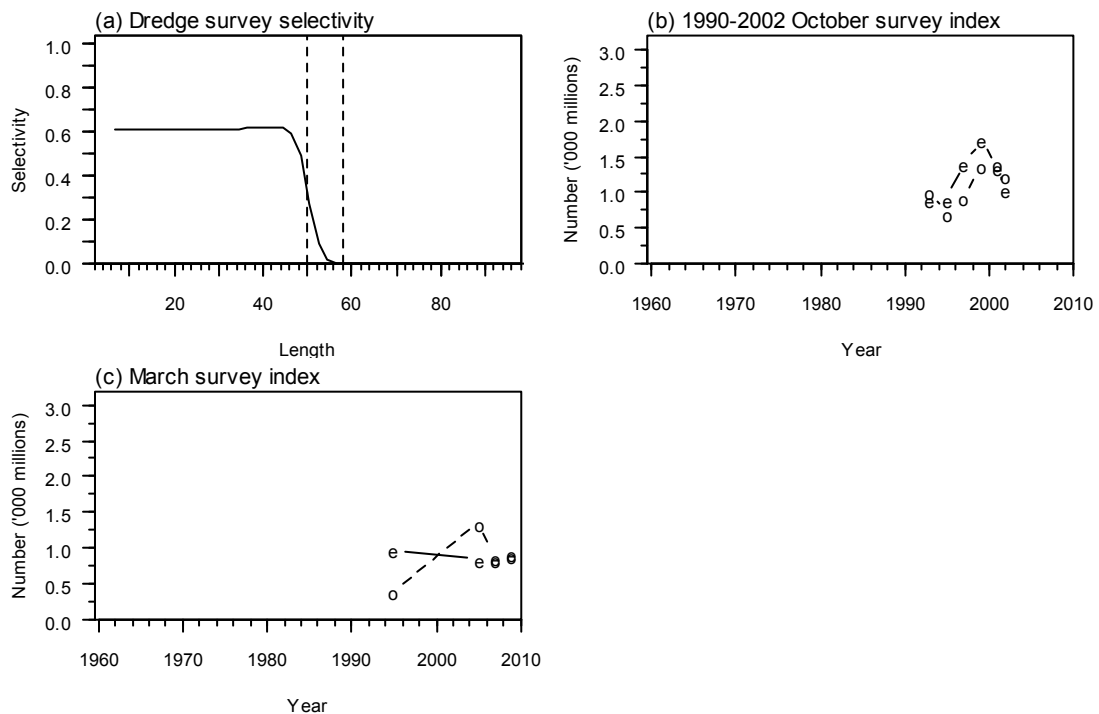 (a) Dredge survey selectivity
1.0
0.8
0.6
0.4
0.2
0.0
Selectivity
20 40 60 80
Length
(b) 1990-2002 October survey index
3.0
2.5
2.0
1.5
1.0
0.5
0.0
Number ('000 millions)
e e e e e e
o o o o o o
1960 1970 1980 1990 2000 2010
Year
(c) March survey index
3.0
2.5
2.0
1.5
1.0
0.5
0.0
Number ('000 millions)
e e e e
o o o o
1960 1970 1980 1990 2000 2010
Year